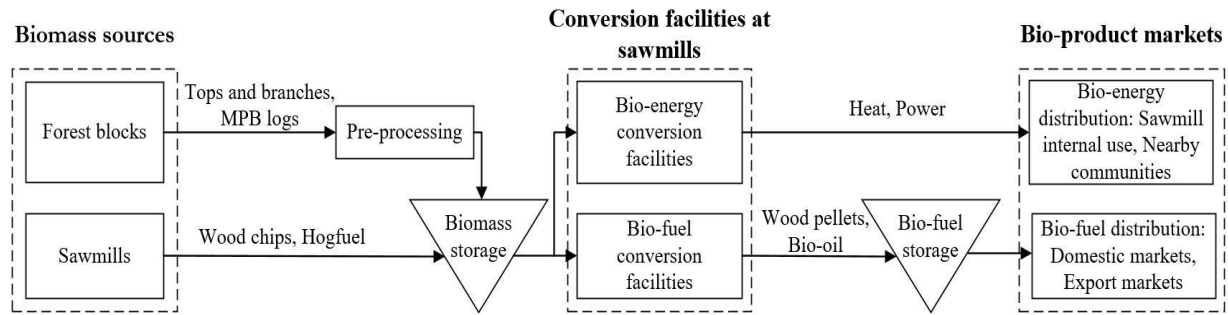 Biomass sources
Conversion facilities at
sawmills
Bio-product markets
Forest blocks
Tops and branches,
MPB logs
Pre-processing
Bio-energy
conversion
facilities
Heat, Power
Bio-energy
distribution: Sawmill
internal use, Nearby
communities
Sawmills
Wood chips, Hogfuel
Biomass
storage
Bio-fuel
conversion
facilities
Wood pellets,
Bio-oil
Bio-fuel
storage
Bio-fuel distribution:
Domestic markets,
Export markets